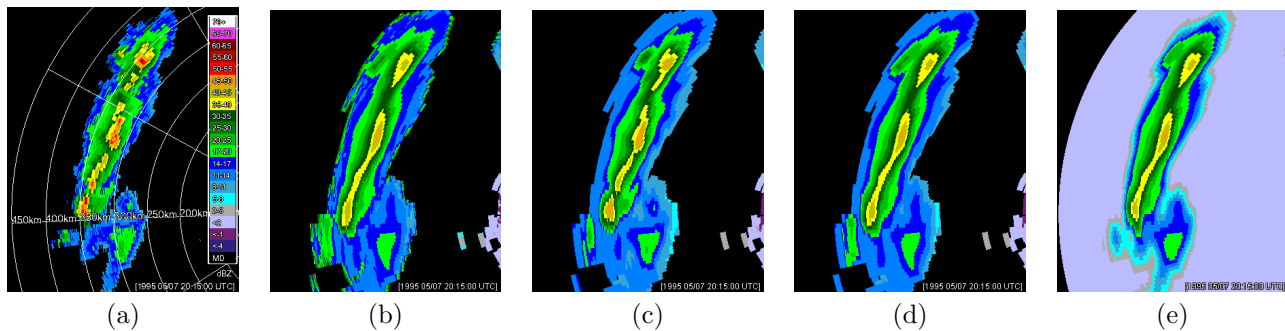 70+
65-70
60-65
55-60
50-55
45-50
40-45
35-40
30-35
25-30
20-25
17-20
14-17
11-14
8-11
5-8
2-5
<2
<-1
<-4
MD
dBZ
450km 400km 350km 300km 250km 200km
[1995 05/07 20:15:00 UTC]
[1995 05/07 20:15:00 UTC]
[1995 05/07 20:15:00 UTC]
[1995 05/07 20:15:00 UTC]
[1995 05/07 20:15:00 UTC]
(a) (b) (c) (d) (e)